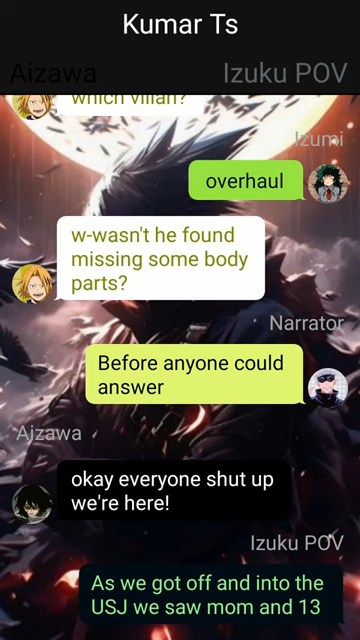 Kumar Ts
Aizawa
Izuku POV
which villan?
Izumi
overhaul
w-wasn't he found
missing some body
parts?
Narrator
Before anyone could
answer
Aizawa
okay everyone shut up
we're here!
Izuku POV
As we got off and into the
USJ we saw mom and 13